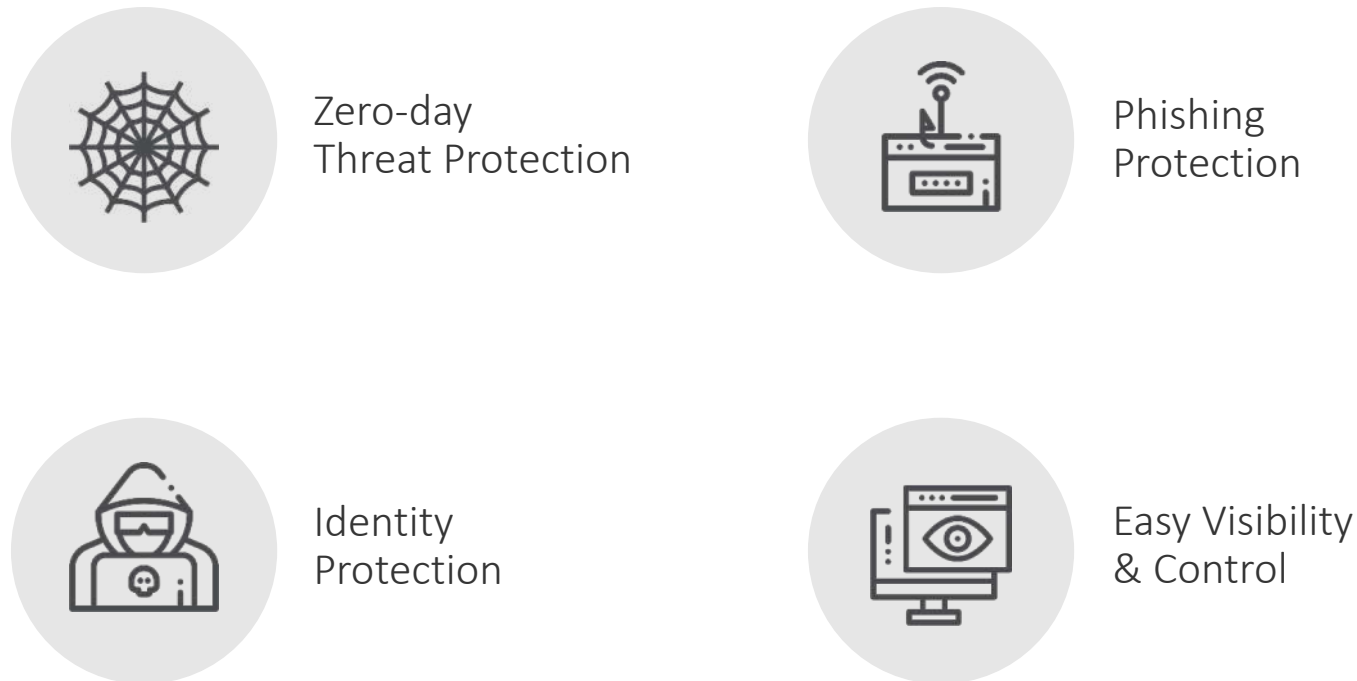 Zero-day
Threat Protection
Phishing
Protection
Identity
Protection
Easy Visibility
& Control